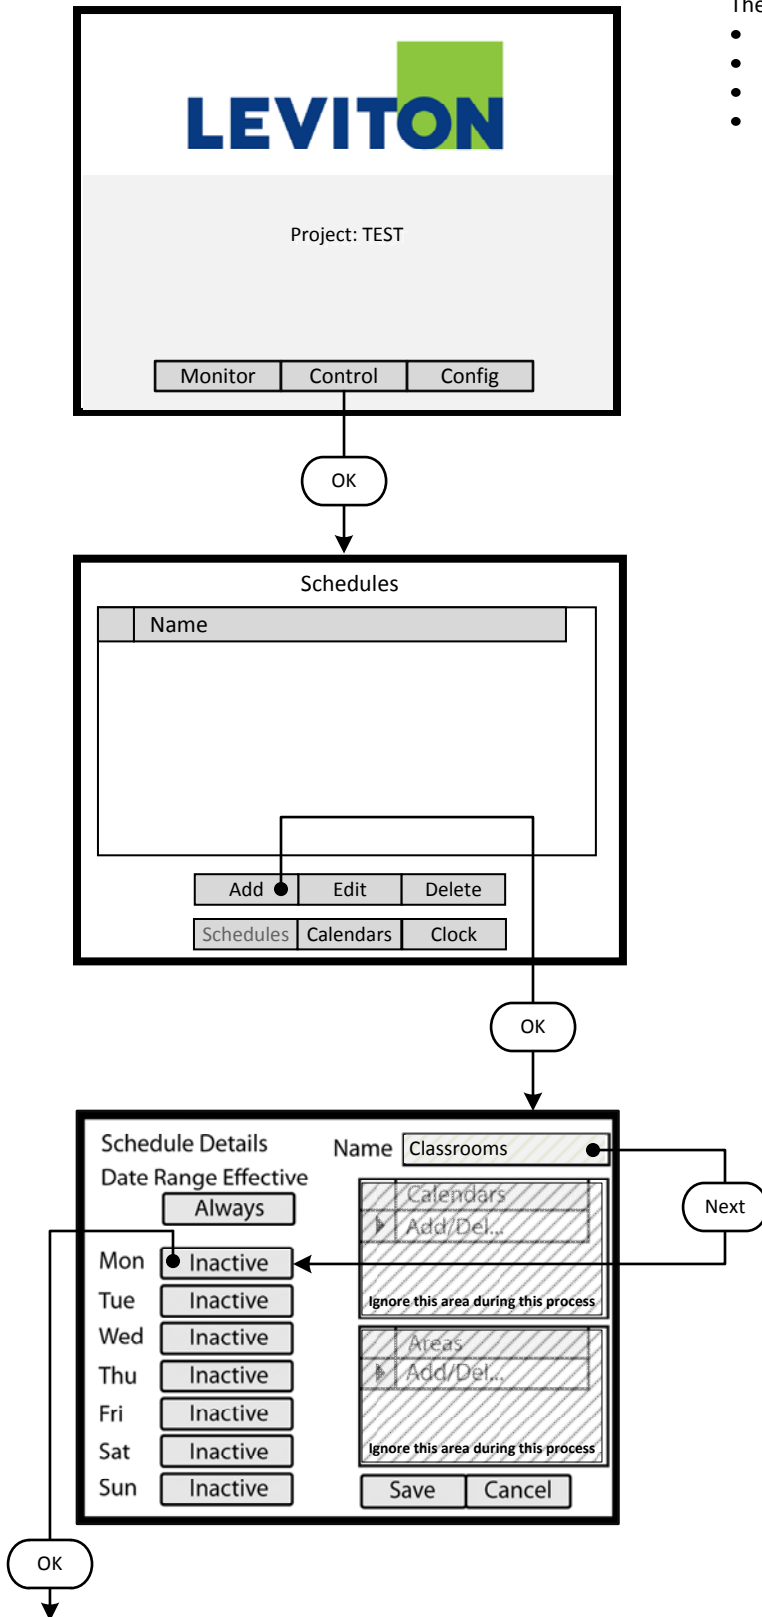 The
LEVITON
Project: TEST
Monitor Control Config
OK
Schedules
Name
Add Edit Delete
Schedules Calendars Clock
OK
Schedule Details
Name Classrooms
Date Range Effective
Always
Calendars
Add/Del...
Next
Mon Inactive
Tue Inactive
Ignore this area during this process
Wed Inactive
Areas
Thu Inactive
Add/Del...
Fri Inactive
Sat Inactive
Ignore this area during this process
Sun Inactive
Save Cancel
OK